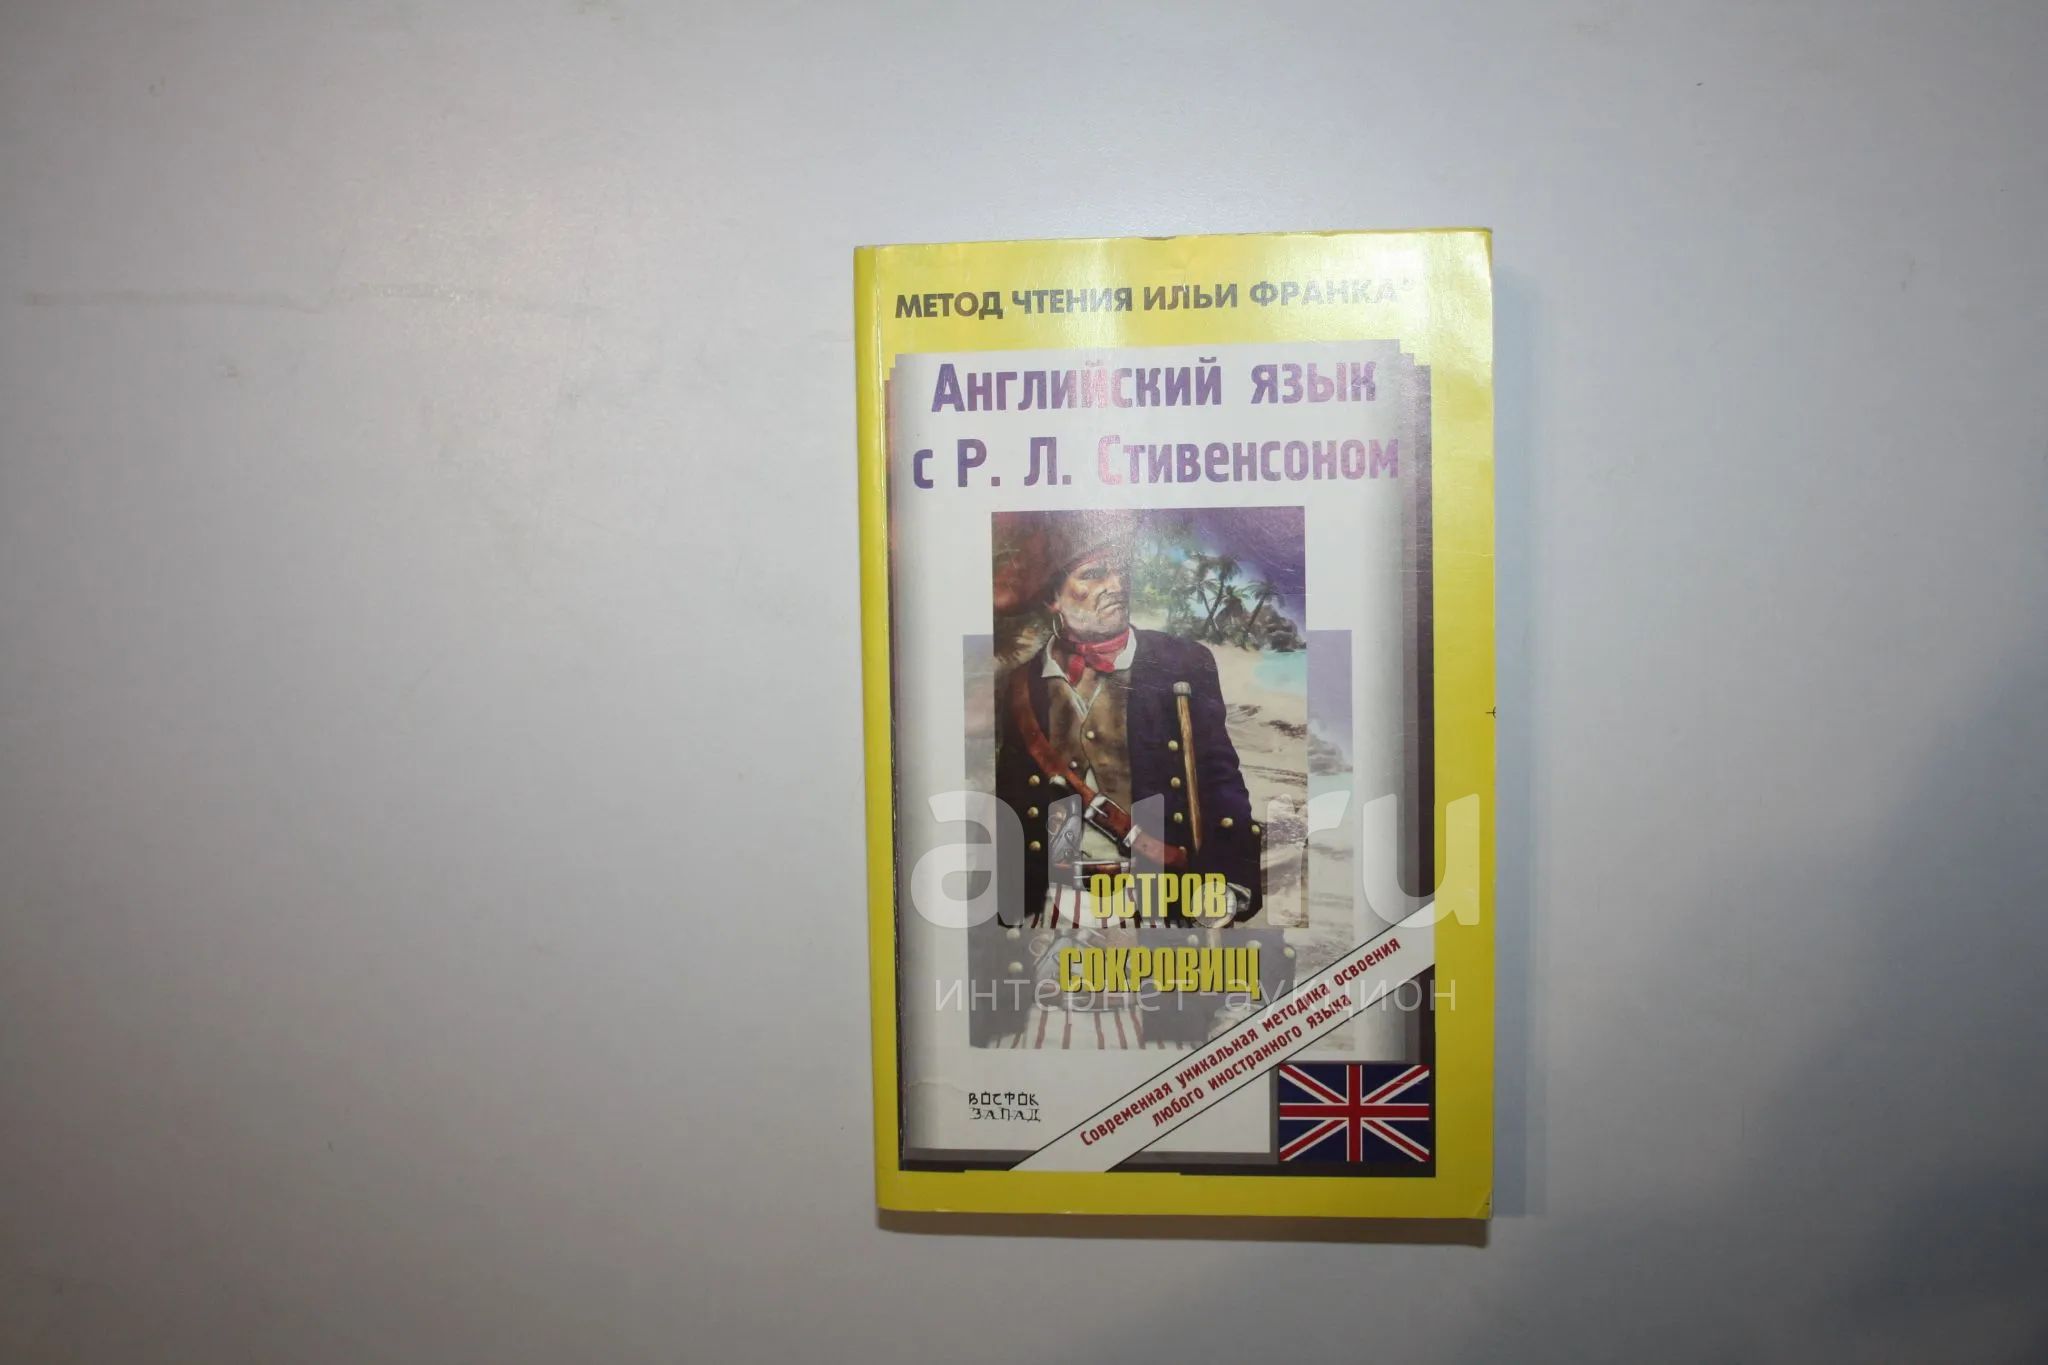 МЕТОД ЧТЕНИЯ ИЛЬИ ФРАНКА®
Английский язык
с Р. Л. Стивенсоном
ОСТРОВ
СОКРОВИЩ
au.ru
интернет-аукцион
Современная уникальная методика освоения
любого иностранного языка
ВОСТОК
ЗАПАД